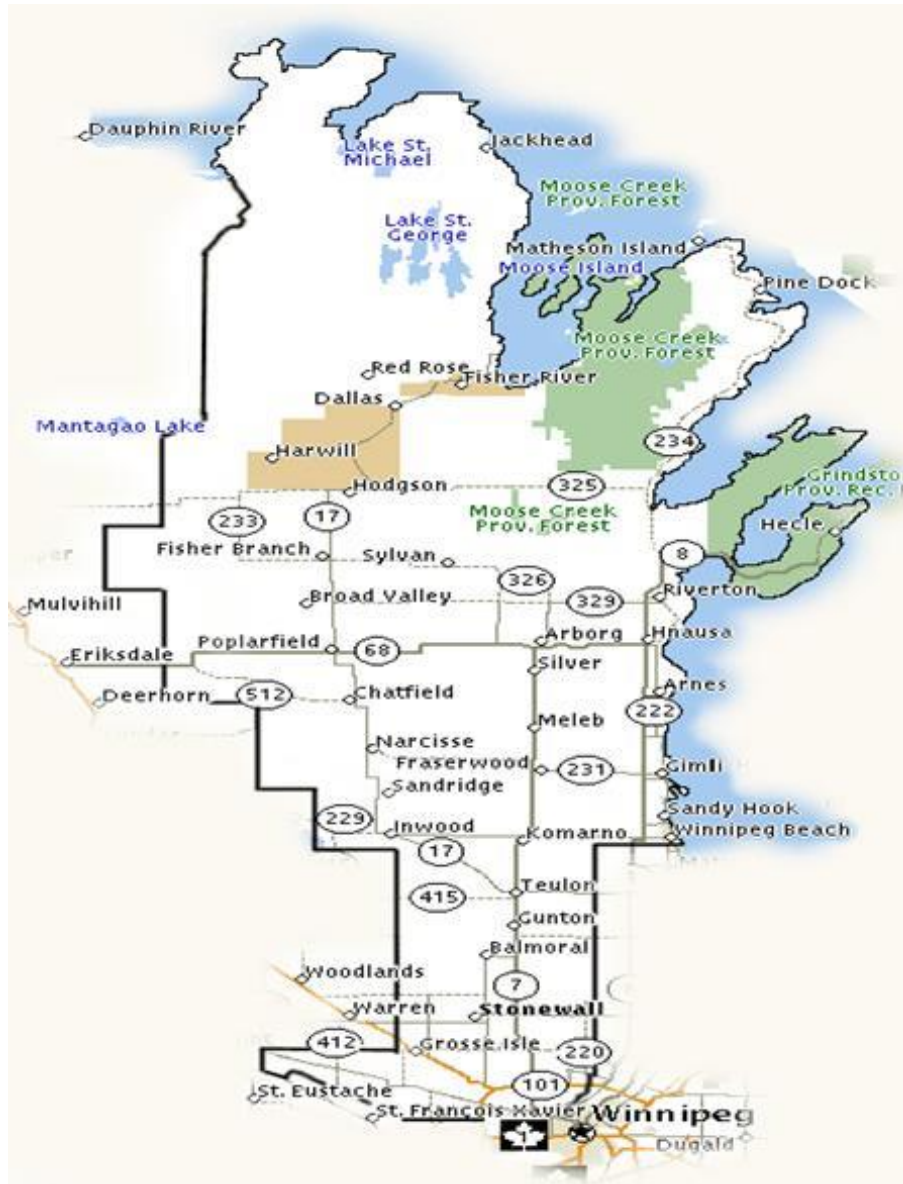 Dauphin River
Jackhead
Lake St.
Michael
Moose Creek
Prov. Forest
Lake St.
George
Matheson Island
Moose Island
Pine Dock
Moose Creek
Prov. Forest
Red Rose
Fisher River
Dallas
Mantagao Lake
234
Harwill
Grindsto
Prov. Rec.
Hodgson
325
233
17
Moose Creek
Prov. Forest
Hecle
Fisher Branch
Sylvan
8
326
Mulvihill
Broad Valley
329
Riverton
Poplarfield
68
Arborg
Hnausa
Eriksdale
Silver
Deerhorn
512
Chatfield
Arnes
222
Meleb
Narcisse
Fraserwood
231
Gimli
Sandridge
229
Inwood
Sandy Hook
Komarno
Winnipeg Beach
17
415
Teulon
Gunton
Balmoral
Woodlands
7
Warren
Stonewall
412
Grosse Isle
220
101
St. Eustache
St. François Xavier
Winnipeg
1
Dugald